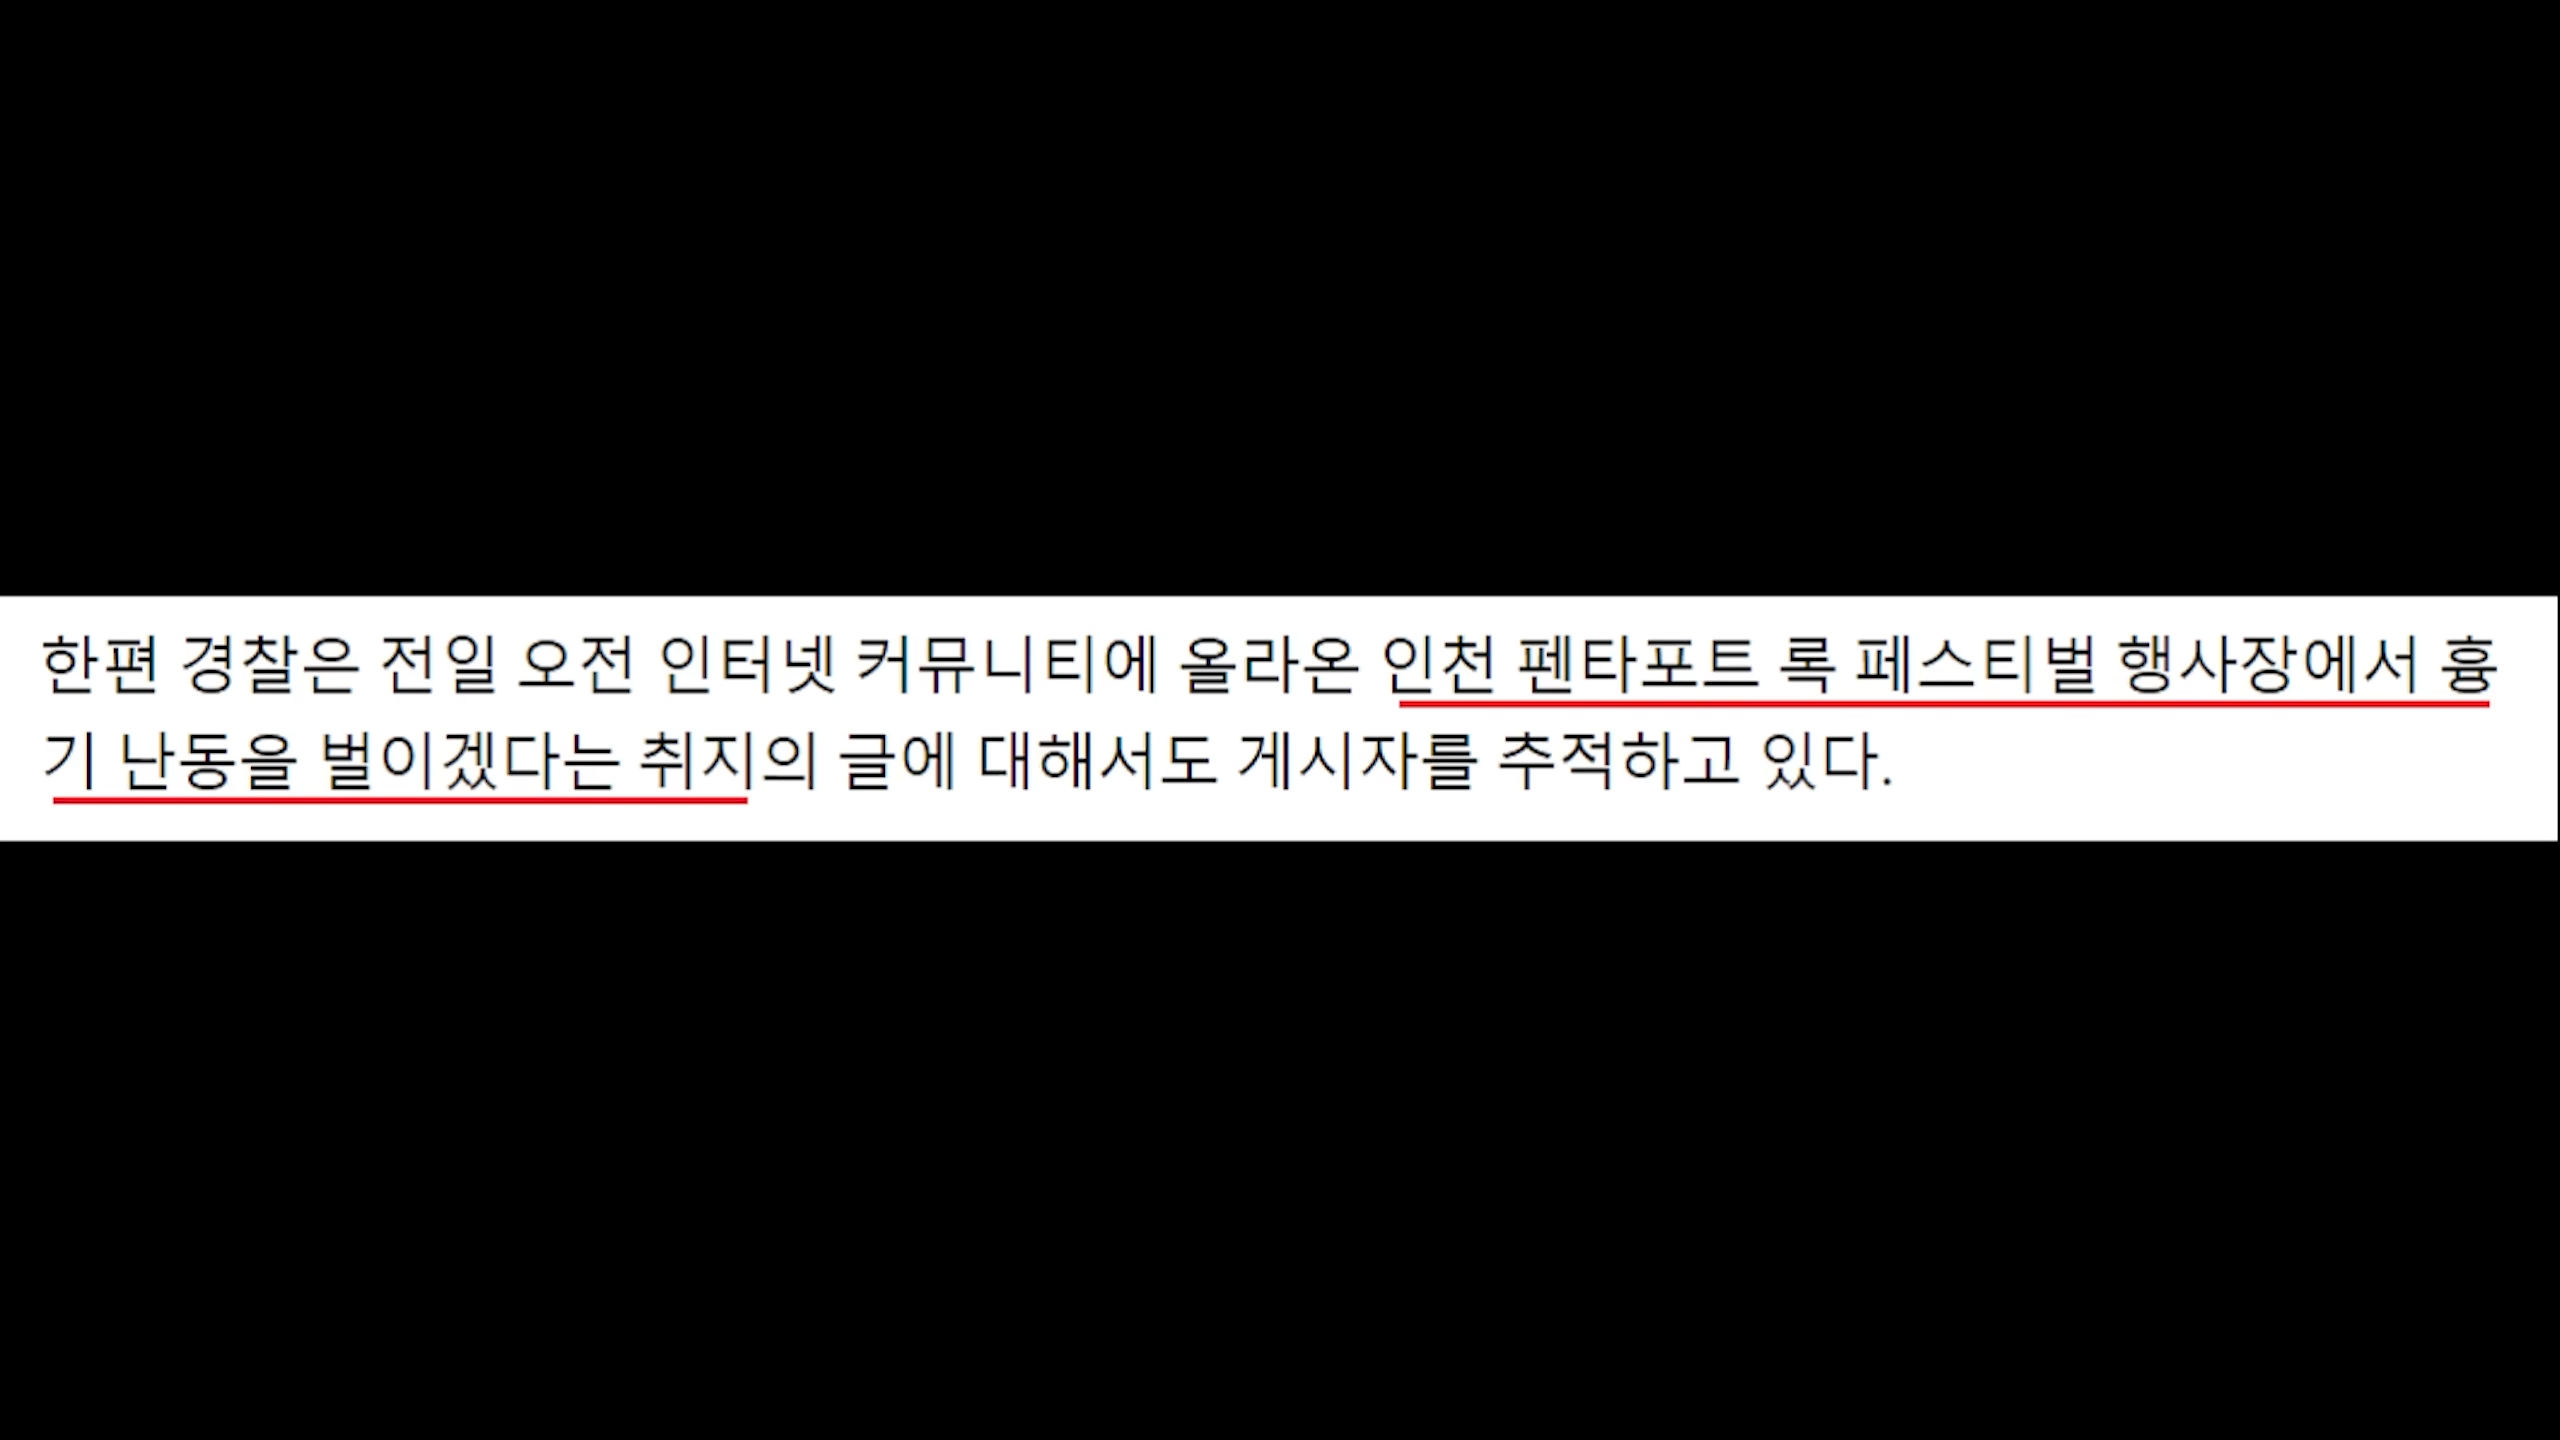 한편 경찰은 전일 오전 인터넷 커뮤니티에 올라온 인천 펜타포트 록 페스티벌 행사장에서 흉
기 난동을 벌이겠다는 취지의 글에 대해서도 게시자를 추적하고 있다.